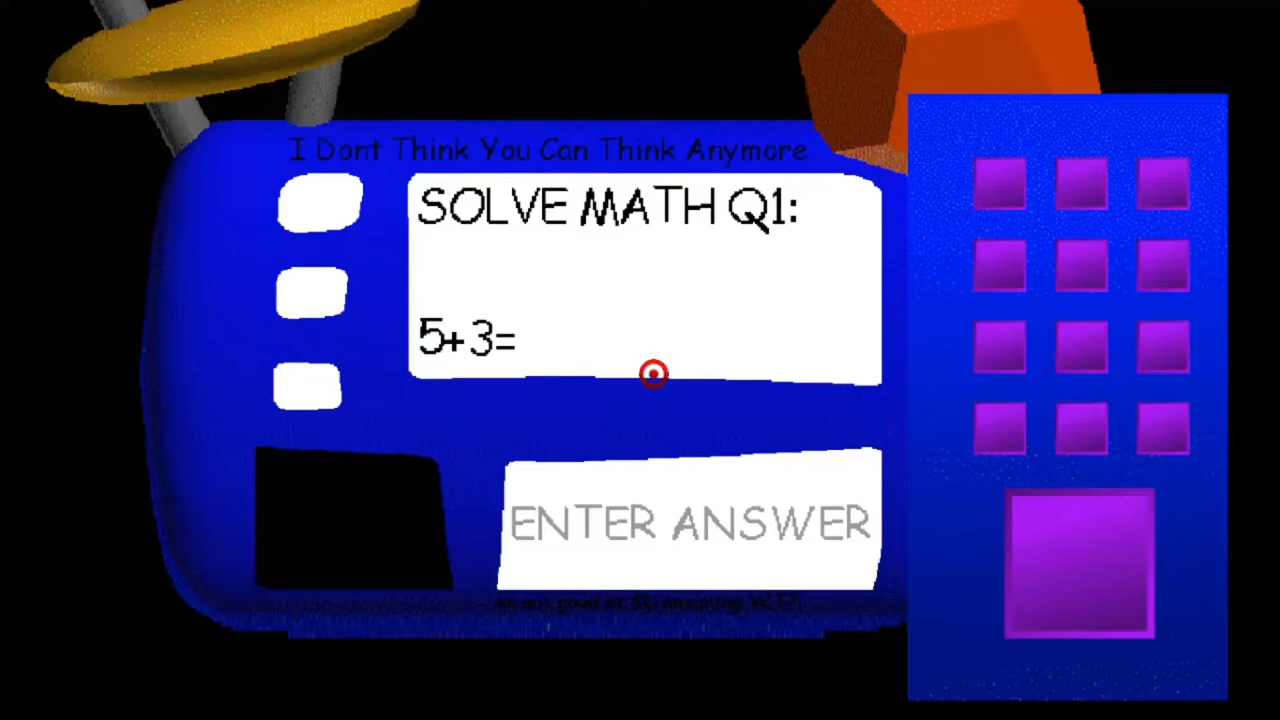 I Dont Think You Can Think Anymore
SOLVE MATH Q1:
5+3=
ENTER ANSWER